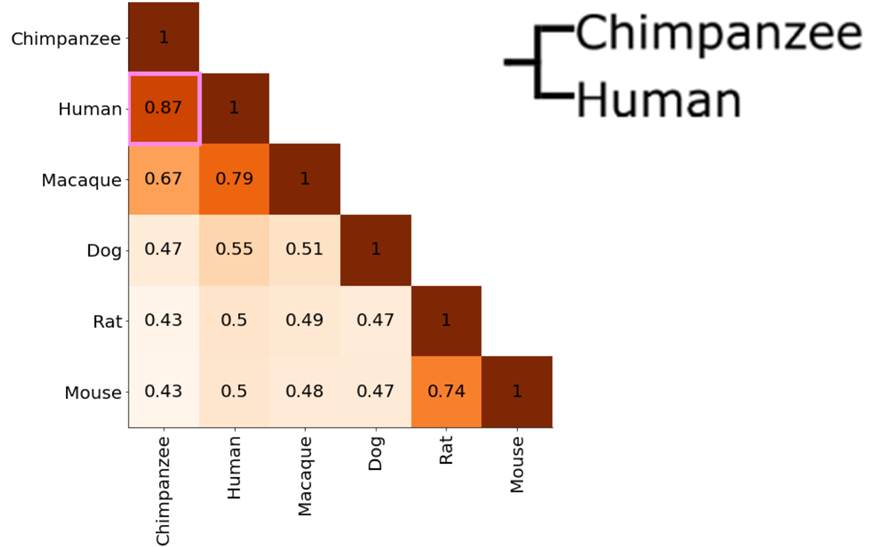 Chimpanzee 1
Human 0.87 1
Macaque 0.67 0.79 1
Dog 0.47 0.55 0.51 1
Rat 0.43 0.5 0.49 0.47 1
Mouse 0.43 0.5 0.48 0.47 0.74 1
Chimpanzee Human Macaque Dog Rat Mouse
Chimpanzee
Human